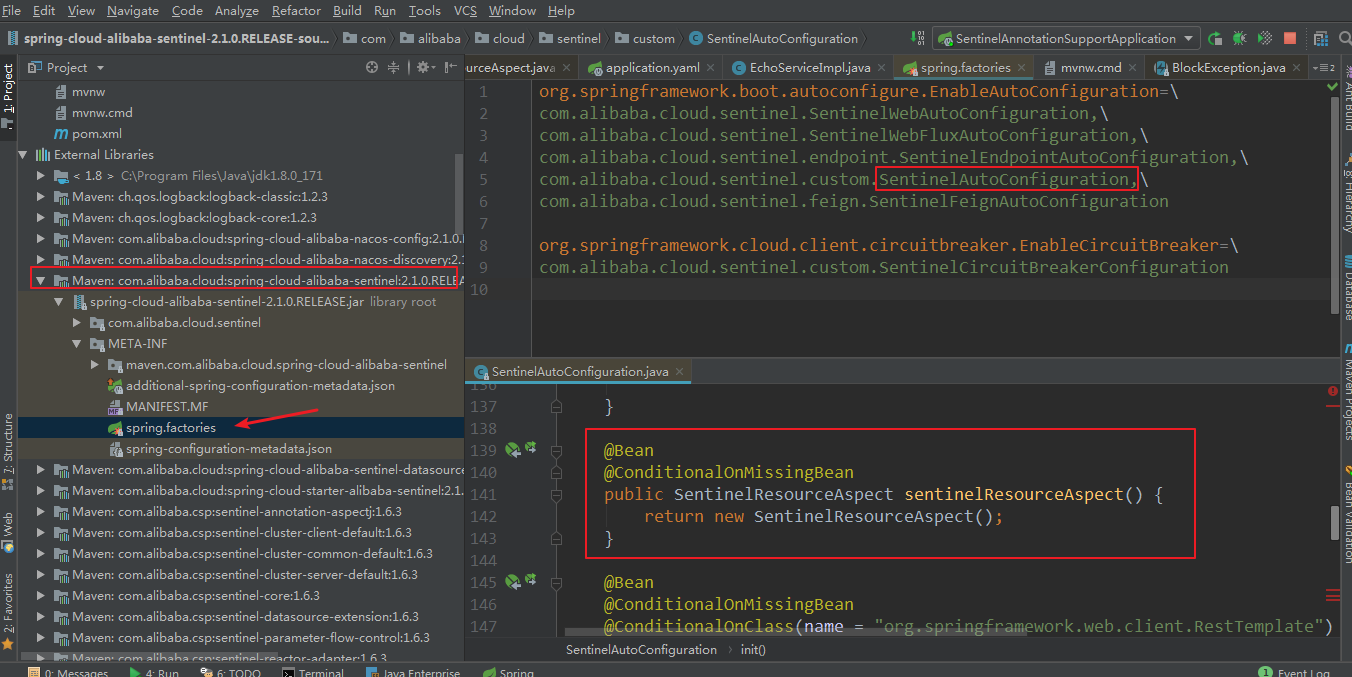 File Edit View Navigate Code Analyze Refactor Build Run Tools VCS Window Help
spring-cloud-alibaba-sentinel-2.1.0.RELEASE-sou... com alibaba cloud sentinel custom SentinelAutoConfiguration SentinelAnnotationSupportApplication
Project
urceAspect.java application.yaml EchoServiceImpl.java spring.factories mvnw.cmd BlockException.java 2
1: Project
7: Structure
Web
2: Favorites
Ant Build
Hierarchy
Database
Maven Projects
Bean Validation
mvnw
mvnw.cmd
pom.xml
External Libraries
< 1.8 > C:\Program Files\Java\jdk1.8.0_171
Maven: ch.qos.logback:logback-classic:1.2.3
Maven: ch.qos.logback:logback-core:1.2.3
Maven: com.alibaba.cloud:spring-cloud-alibaba-nacos-config:2.1.0.
Maven: com.alibaba.cloud:spring-cloud-alibaba-nacos-discovery:2.1
Maven: com.alibaba.cloud:spring-cloud-alibaba-sentinel:2.1.0.RELEA
spring-cloud-alibaba-sentinel-2.1.0.RELEASE.jar library root
com.alibaba.cloud.sentinel
META-INF
maven.com.alibaba.cloud.spring-cloud-alibaba-sentinel
additional-spring-configuration-metadata.json
MANIFEST.MF
spring.factories
spring-configuration-metadata.json
Maven: com.alibaba.cloud:spring-cloud-alibaba-sentinel-datasource
Maven: com.alibaba.cloud:spring-cloud-starter-alibaba-sentinel:2.1.
Maven: com.alibaba.csp:sentinel-annotation-aspectj:1.6.3
Maven: com.alibaba.csp:sentinel-cluster-client-default:1.6.3
Maven: com.alibaba.csp:sentinel-cluster-common-default:1.6.3
Maven: com.alibaba.csp:sentinel-cluster-server-default:1.6.3
Maven: com.alibaba.csp:sentinel-core:1.6.3
Maven: com.alibaba.csp:sentinel-datasource-extension:1.6.3
Maven: com.alibaba.csp:sentinel-parameter-flow-control:1.6.3
Maven: com.alibaba.csp:sentinel-reactor-adapter:1.6.3
1 org.springframework.boot.autoconfigure.EnableAutoConfiguration=\
2 com.alibaba.cloud.sentinel.SentinelWebAutoConfiguration,\
3 com.alibaba.cloud.sentinel.SentinelWebFluxAutoConfiguration,\
4 com.alibaba.cloud.sentinel.endpoint.SentinelEndpointAutoConfiguration,\
5 com.alibaba.cloud.sentinel.custom.SentinelAutoConfiguration,\
6 com.alibaba.cloud.sentinel.feign.SentinelFeignAutoConfiguration
7
8 org.springframework.cloud.client.circuitbreaker.EnableCircuitBreaker=\
9 com.alibaba.cloud.sentinel.custom.SentinelCircuitBreakerConfiguration
10
SentinelAutoConfiguration.java
136
137 }
138
139 @Bean
140 @ConditionalOnMissingBean
141 public SentinelResourceAspect sentinelResourceAspect() {
142 return new SentinelResourceAspect();
143 }
144
145 @Bean
146 @ConditionalOnMissingBean
147 @ConditionalOnClass(name = "org.springframework.web.client.RestTemplate")
SentinelAutoConfiguration › init()
0: Messages 4: Run 6: TODO Terminal Java Enterprise Spring 1 Event Log